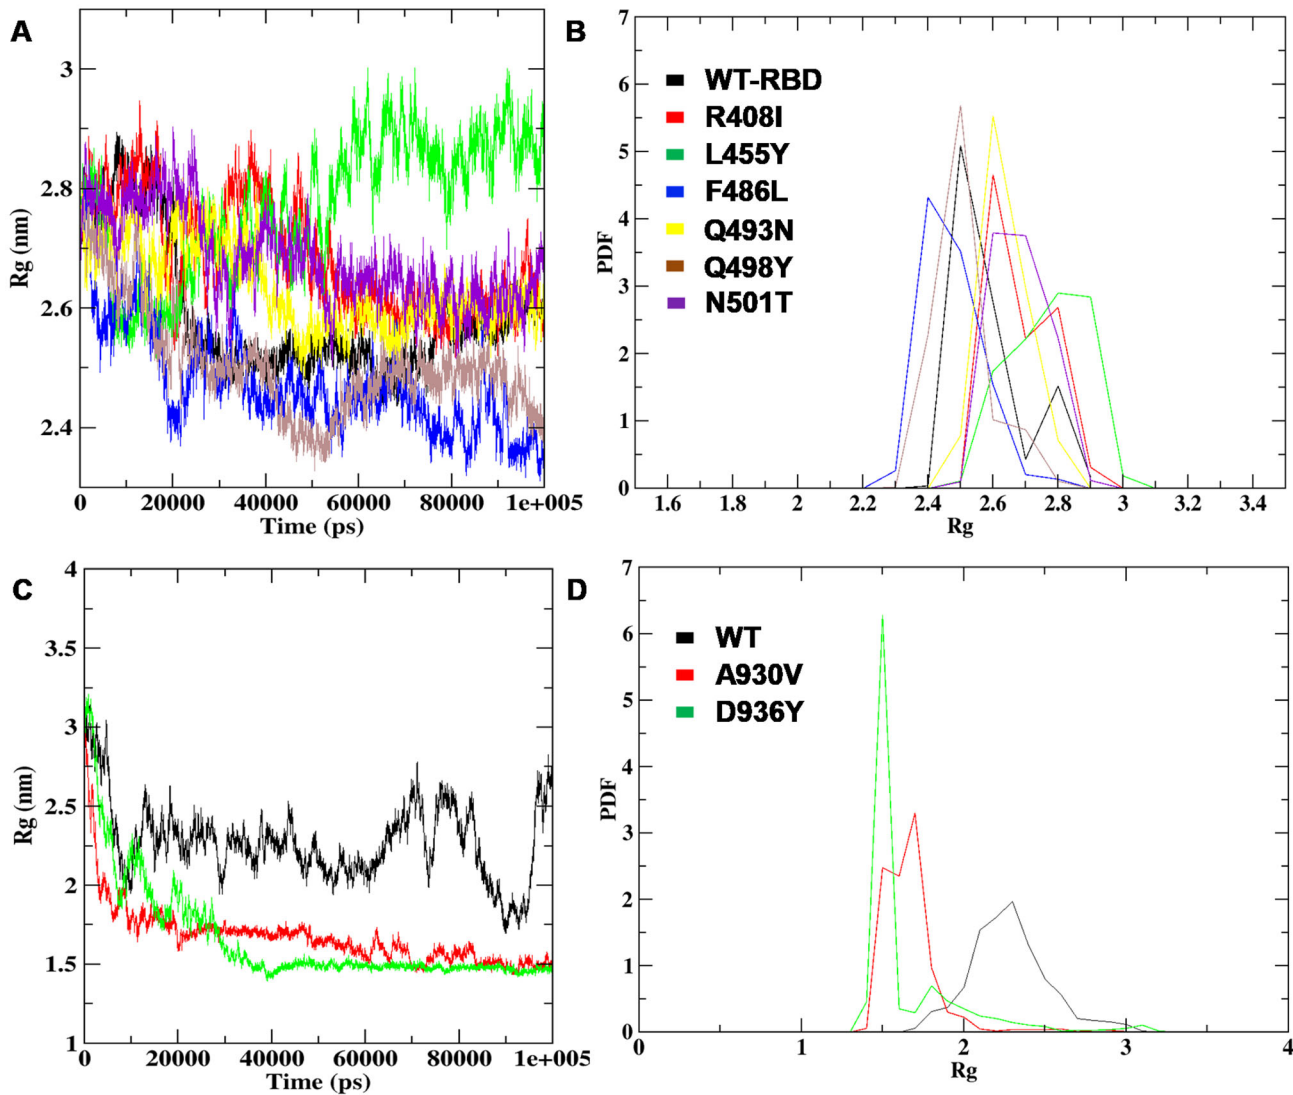 A
3
2.8
2.6
2.4
Rg (nm)
0
20000
40000
60000
80000
1e+005
Time (ps)
B
7
6
5
4
3
2
1
0
PDF
WT-RBD
R408I
L455Y
F486L
Q493N
Q498Y
N501T
1.6
1.8
2
2.2
2.4
2.6
2.8
3
3.2
3.4
Rg
C
4
3.5
3
2.5
2
1.5
1
Rg (nm)
0
20000
40000
60000
80000
1e+005
Time (ps)
D
7
6
5
4
3
2
1
0
PDF
WT
A930V
D936Y
0
1
2
3
4
Rg